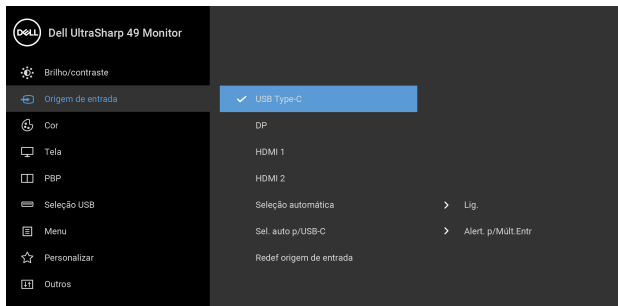 DELL Dell UltraSharp 49 Monitor
Brilho/contraste
Origem de entrada
USB Type-C
Cor
DP
Tela
HDMI 1
PBP
HDMI 2
Seleção USB
Seleção automática
Lig.
Menu
Sel. auto p/USB-C
Alert. p/Múlt.Entr
Personalizar
Redef origem de entrada
Outros